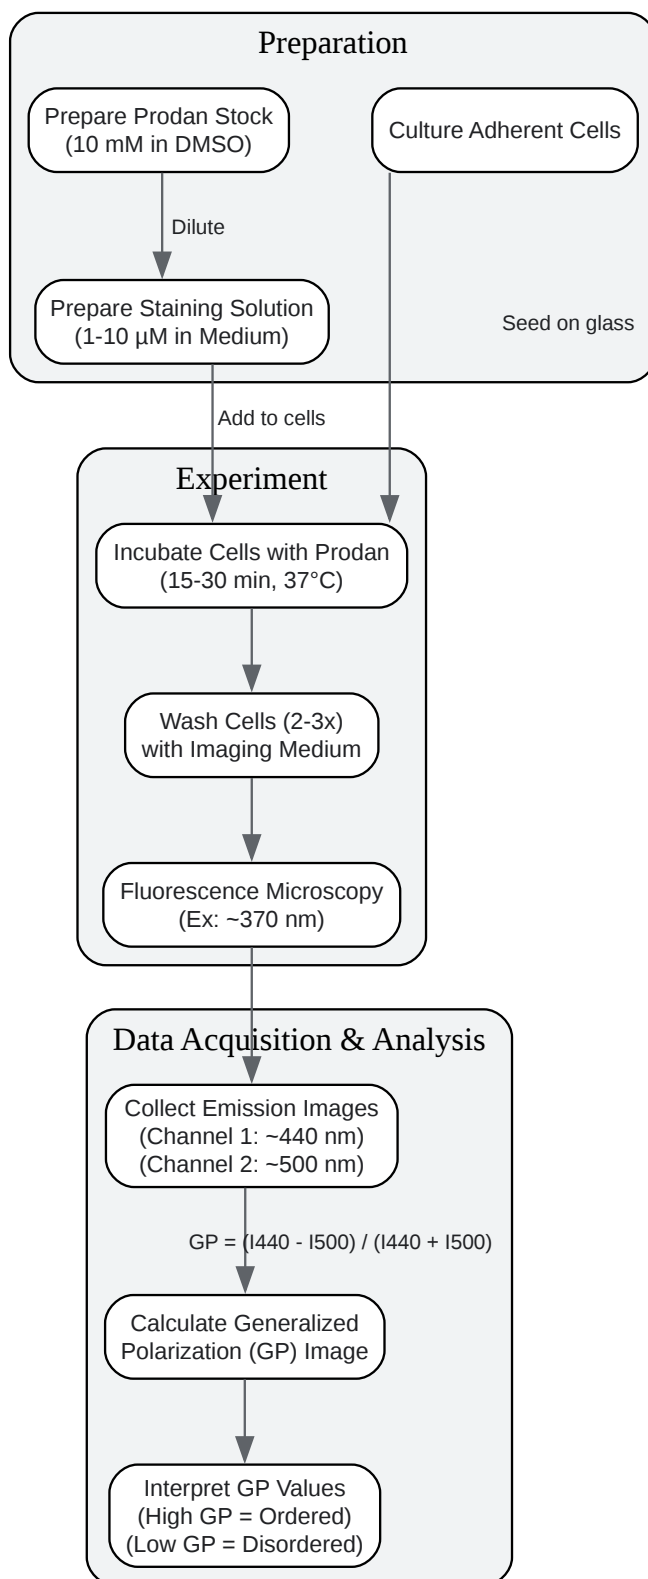 Preparation
Prepare Prodan Stock
(10 mM in DMSO)
Culture Adherent Cells
Dilute
Prepare Staining Solution
(1-10 µM in Medium)
Seed on glass
Add to cells
Experiment
Incubate Cells with Prodan
(15-30 min, 37°C)
Wash Cells (2-3x)
with Imaging Medium
Fluorescence Microscopy
(Ex: ~370 nm)
Data Acquisition & Analysis
Collect Emission Images
(Channel 1: ~440 nm)
(Channel 2: ~500 nm)
GP = (I440 - I500) / (I440 + I500)
Calculate Generalized
Polarization (GP) Image
Interpret GP Values
(High GP = Ordered)
(Low GP = Disordered)